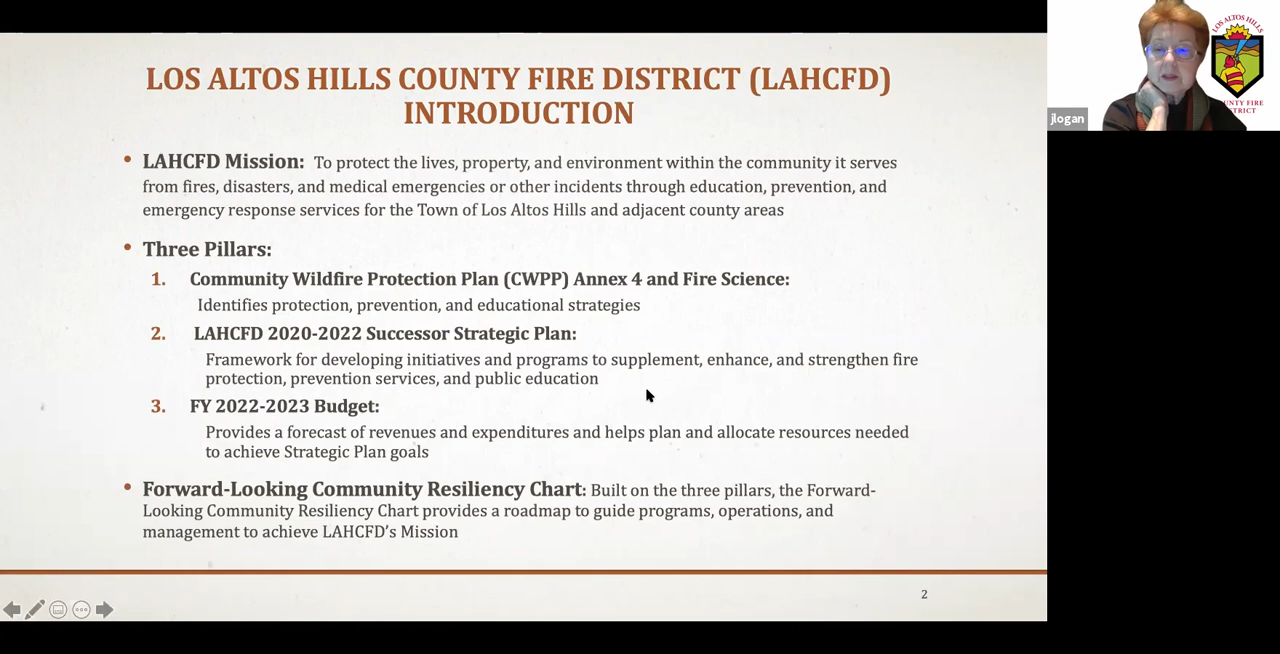 LOS ALTOS HILLS COUNTY FIRE DISTRICT (LAHCFD)
INTRODUCTION
• LAHCFD Mission: To protect the lives, property, and environment within the community it serves
from fires, disasters, and medical emergencies or other incidents through education, prevention, and
emergency response services for the Town of Los Altos Hills and adjacent county areas
• Three Pillars:
1. Community Wildfire Protection Plan (CWPP) Annex 4 and Fire Science:
Identifies protection, prevention, and educational strategies
2. LAHCFD 2020-2022 Successor Strategic Plan:
Framework for developing initiatives and programs to supplement, enhance, and strengthen fire
protection, prevention services, and public education
3. FY 2022-2023 Budget:
Provides a forecast of revenues and expenditures and helps plan and allocate resources needed
to achieve Strategic Plan goals
• Forward-Looking Community Resiliency Chart: Built on the three pillars, the Forward-
Looking Community Resiliency Chart provides a roadmap to guide programs, operations, and
management to achieve LAHCFD's Mission
2
LOS ALTOS HILLS
UNTY FIRE
TRICT
jlogan